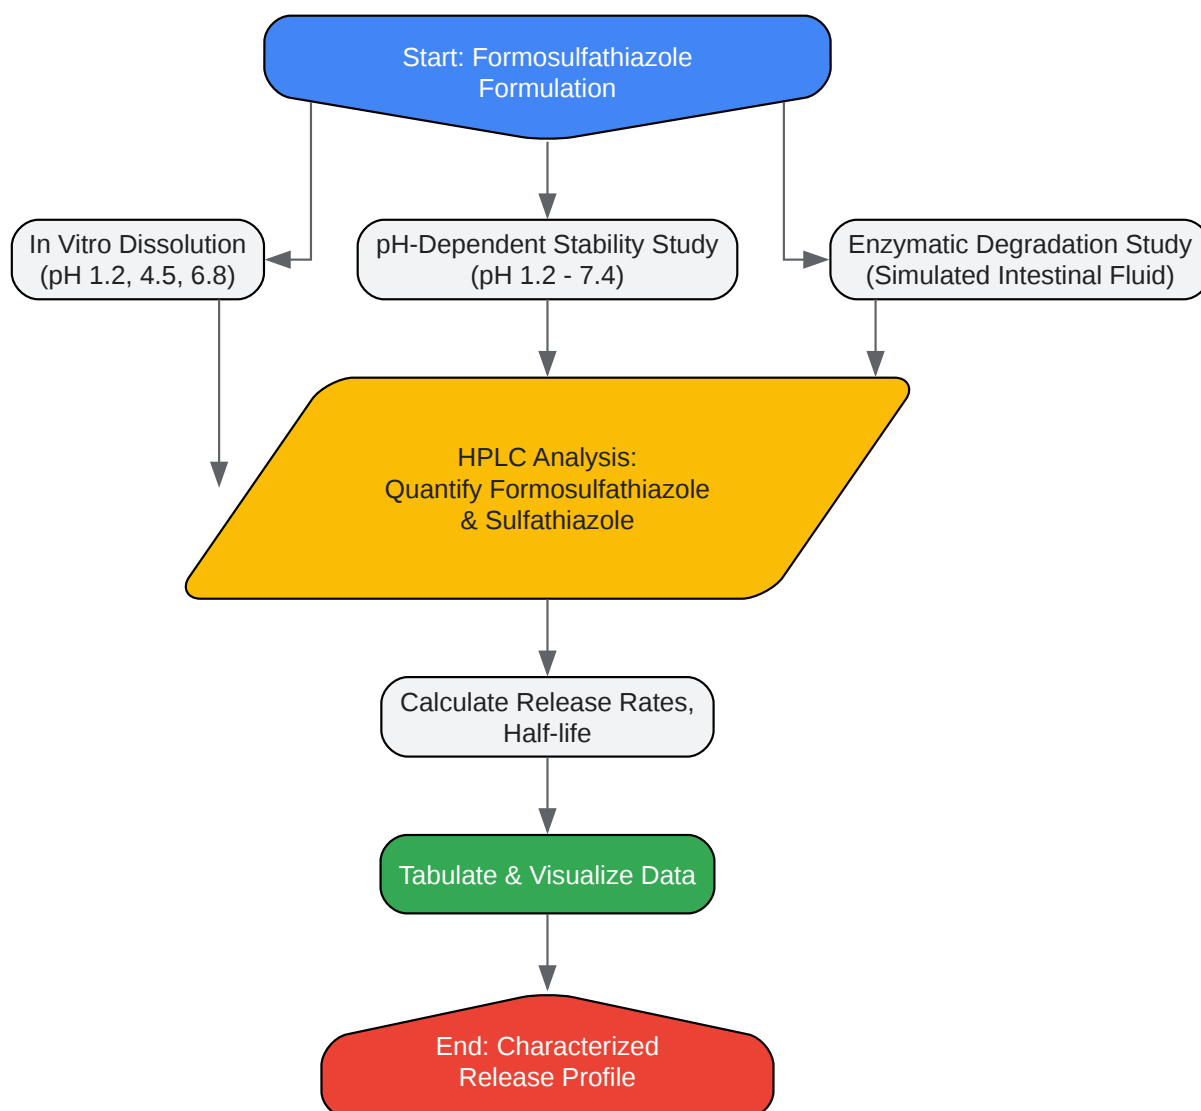 Start: Formosulfathiazole
Formulation
In Vitro Dissolution
(pH 1.2, 4.5, 6.8)
pH-Dependent Stability Study
(pH 1.2 - 7.4)
Enzymatic Degradation Study
(Simulated Intestinal Fluid)
HPLC Analysis:
Quantify Formosulfathiazole
& Sulfathiazole
Calculate Release Rates,
Half-life
Tabulate & Visualize Data
End: Characterized
Release Profile